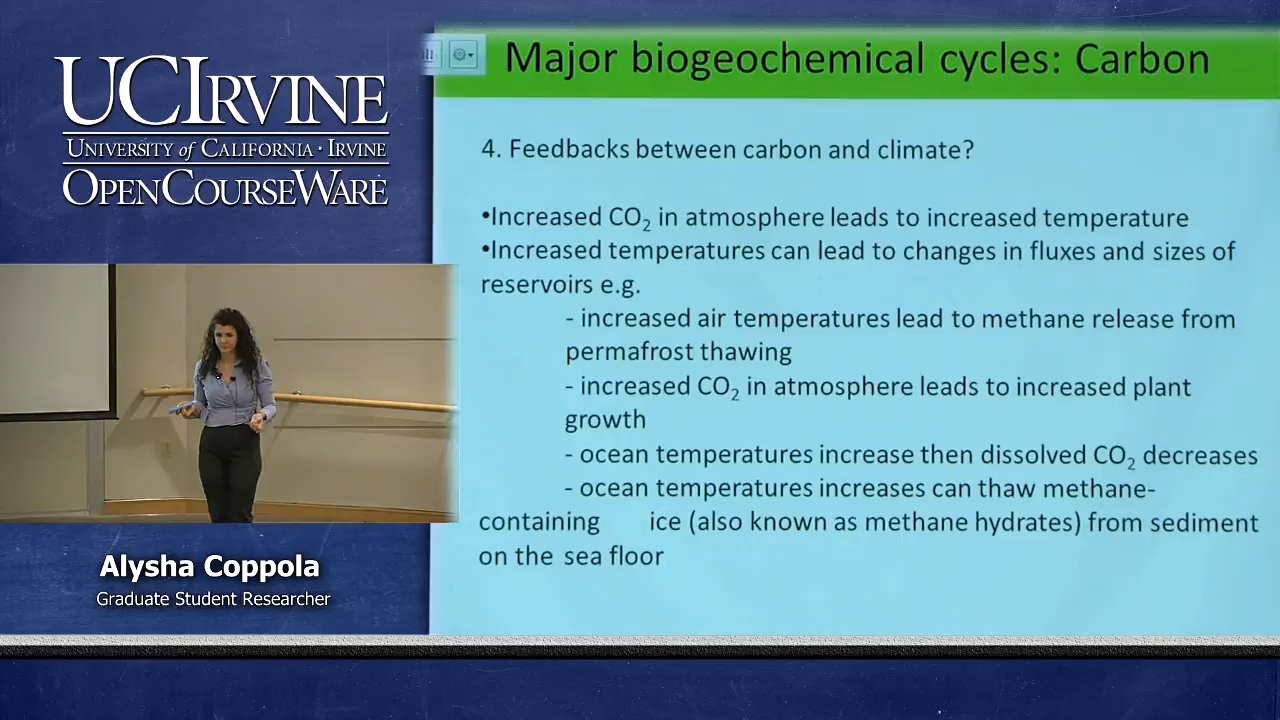 UCIRVINE
UNIVERSITY of CALIFORNIA · IRVINE
OPENCOURSEWARE
Alysha Coppola
Graduate Student Researcher
Major biogeochemical cycles: Carbon
4. Feedbacks between carbon and climate?
•Increased CO₂ in atmosphere leads to increased temperature
•Increased temperatures can lead to changes in fluxes and sizes of
reservoirs e.g.
- increased air temperatures lead to methane release from
permafrost thawing
- increased CO₂ in atmosphere leads to increased plant
growth
- ocean temperatures increase then dissolved CO₂ decreases
- ocean temperatures increases can thaw methane-
containing ice (also known as methane hydrates) from sediment
on the sea floor